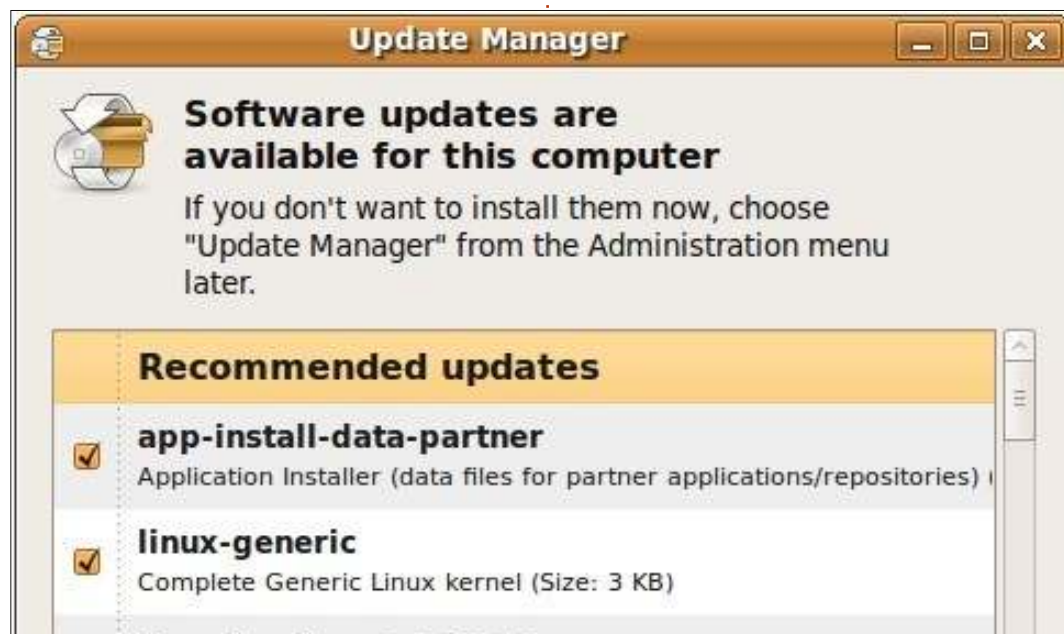 Update Manager
Software updates are
available for this computer
If you don't want to install them now, choose
"Update Manager" from the Administration menu
later.
Recommended updates
app-install-data-partner
Application Installer (data files for partner applications/repositories) (
linux-generic
Complete Generic Linux kernel (Size: 3 KB)